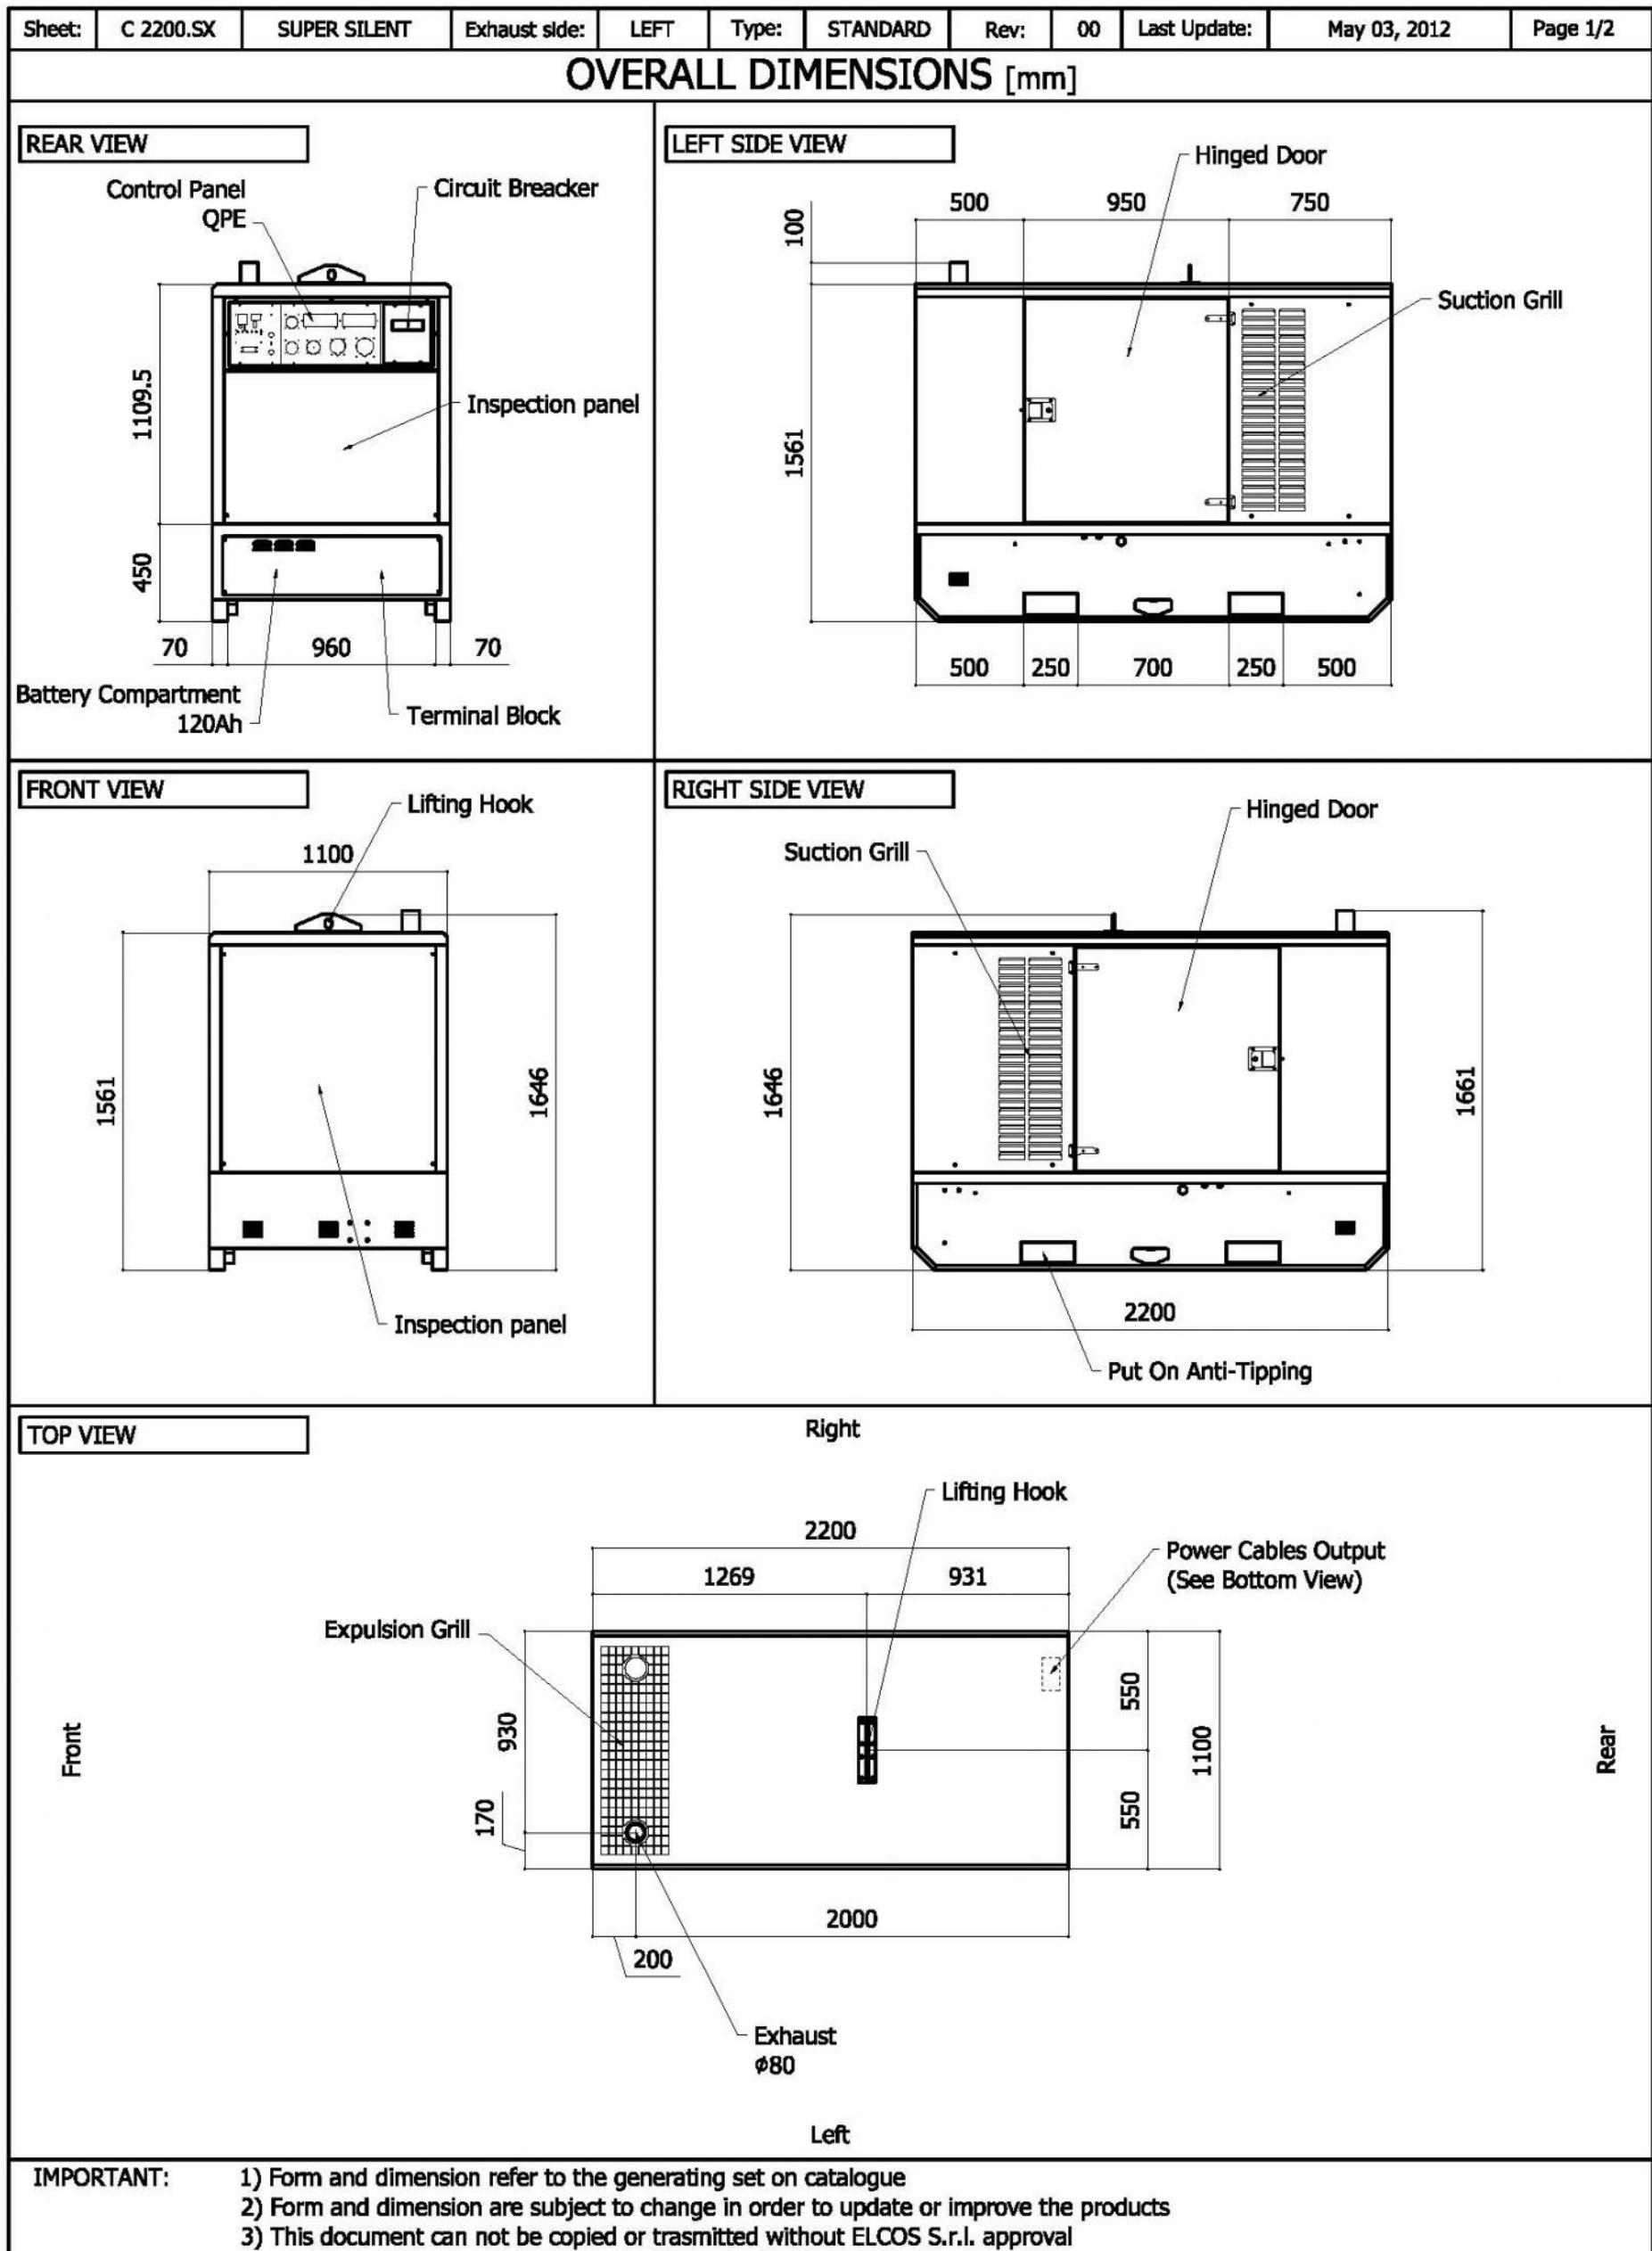 Sheet: C 2200.SX SUPER SILENT Exhaust side: LEFT Type: STANDARD Rev: 00 Last Update: May 03, 2012 Page 1/2
OVERALL DIMENSIONS [mm]
REAR VIEW
Control Panel
QPE
Circuit Breacker
1109.5
Inspection panel
450
70 960 70
Battery Compartment
120Ah
Terminal Block
LEFT SIDE VIEW
Hinged Door
500 950 750
100
Suction Grill
1561
500 250 700 250 500
FRONT VIEW
Lifting Hook
1100
1561
1646
Inspection panel
RIGHT SIDE VIEW
Hinged Door
Suction Grill
1646
1661
2200
Put On Anti-Tipping
TOP VIEW
Right
Lifting Hook
2200
Power Cables Output
(See Bottom View)
1269 931
Expulsion Grill
550
930
1100
Front
Rear
170
550
2000
200
Exhaust
ϕ80
Left
IMPORTANT: 1) Form and dimension refer to the generating set on catalogue
2) Form and dimension are subject to change in order to update or improve the products
3) This document can not be copied or trasmitted without ELCOS S.r.l. approval